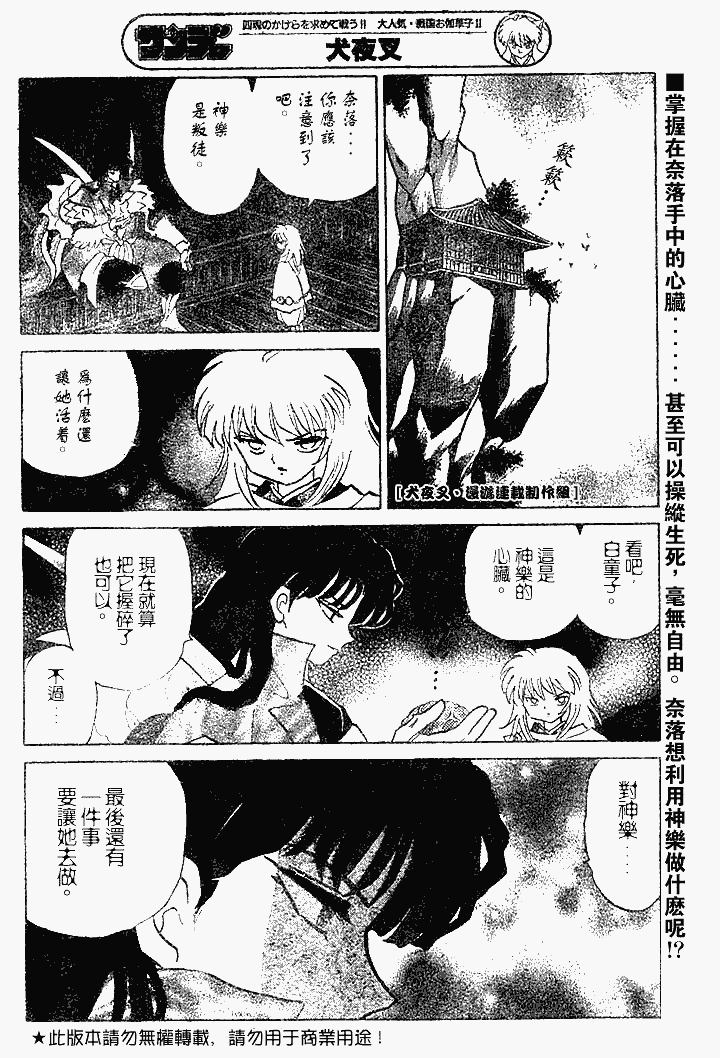 四魂のかけらを求めて戦う!! 大人気・戦国お伽草子!!
サンデー
犬夜叉
■掌握在奈落手中的心臟......甚至可以操縱生死，毫無自由。奈落想利用神樂做什麼呢!?
簌簌...
[犬夜叉・漫遊連載制作組]
奈落...
你應該
注意到了
吧。
神樂
是叛徒。
為什麼還
讓她活着。
看吧，
白童子。
這是
神樂的
心臟。
...
現在就算
把它握碎了
也可以。
不過...
對神樂....
最後還有
一件事
要讓她去做。
★此版本請勿無權轉載，請勿用于商業用途！